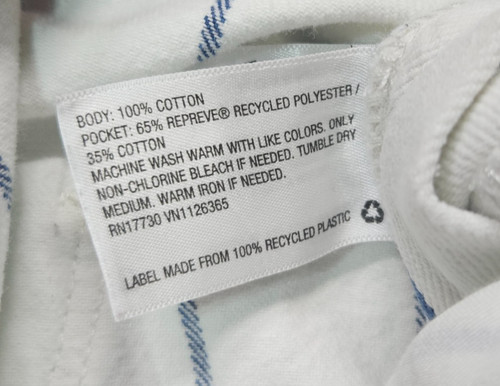 BODY: 100% COTTON
POCKET: 65% REPREVE® RECYCLED POLYESTER /
35% COTTON
MACHINE WASH WARM WITH LIKE COLORS. ONLY
NON-CHLORINE BLEACH IF NEEDED. TUMBLE DRY
MEDIUM. WARM IRON IF NEEDED.
RN17730 VN1126365
LABEL MADE FROM 100% RECYCLED PLASTIC